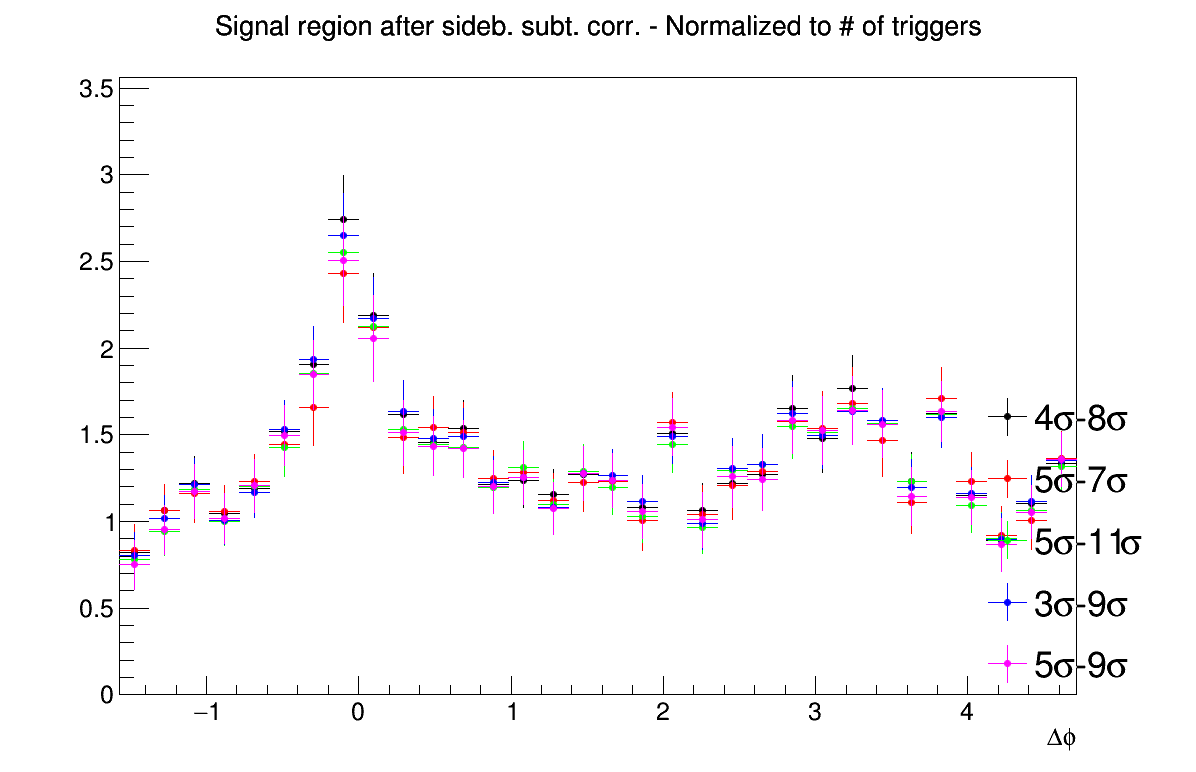 Signal region after sideb. subt. corr. - Normalized to # of triggers
3.5
3
2.5
2
1.5
1
0.5
0
−1 0 1 2 3 4
Δϕ
4σ-8σ
5σ-7σ
5σ-11σ
3σ-9σ
5σ-9σ